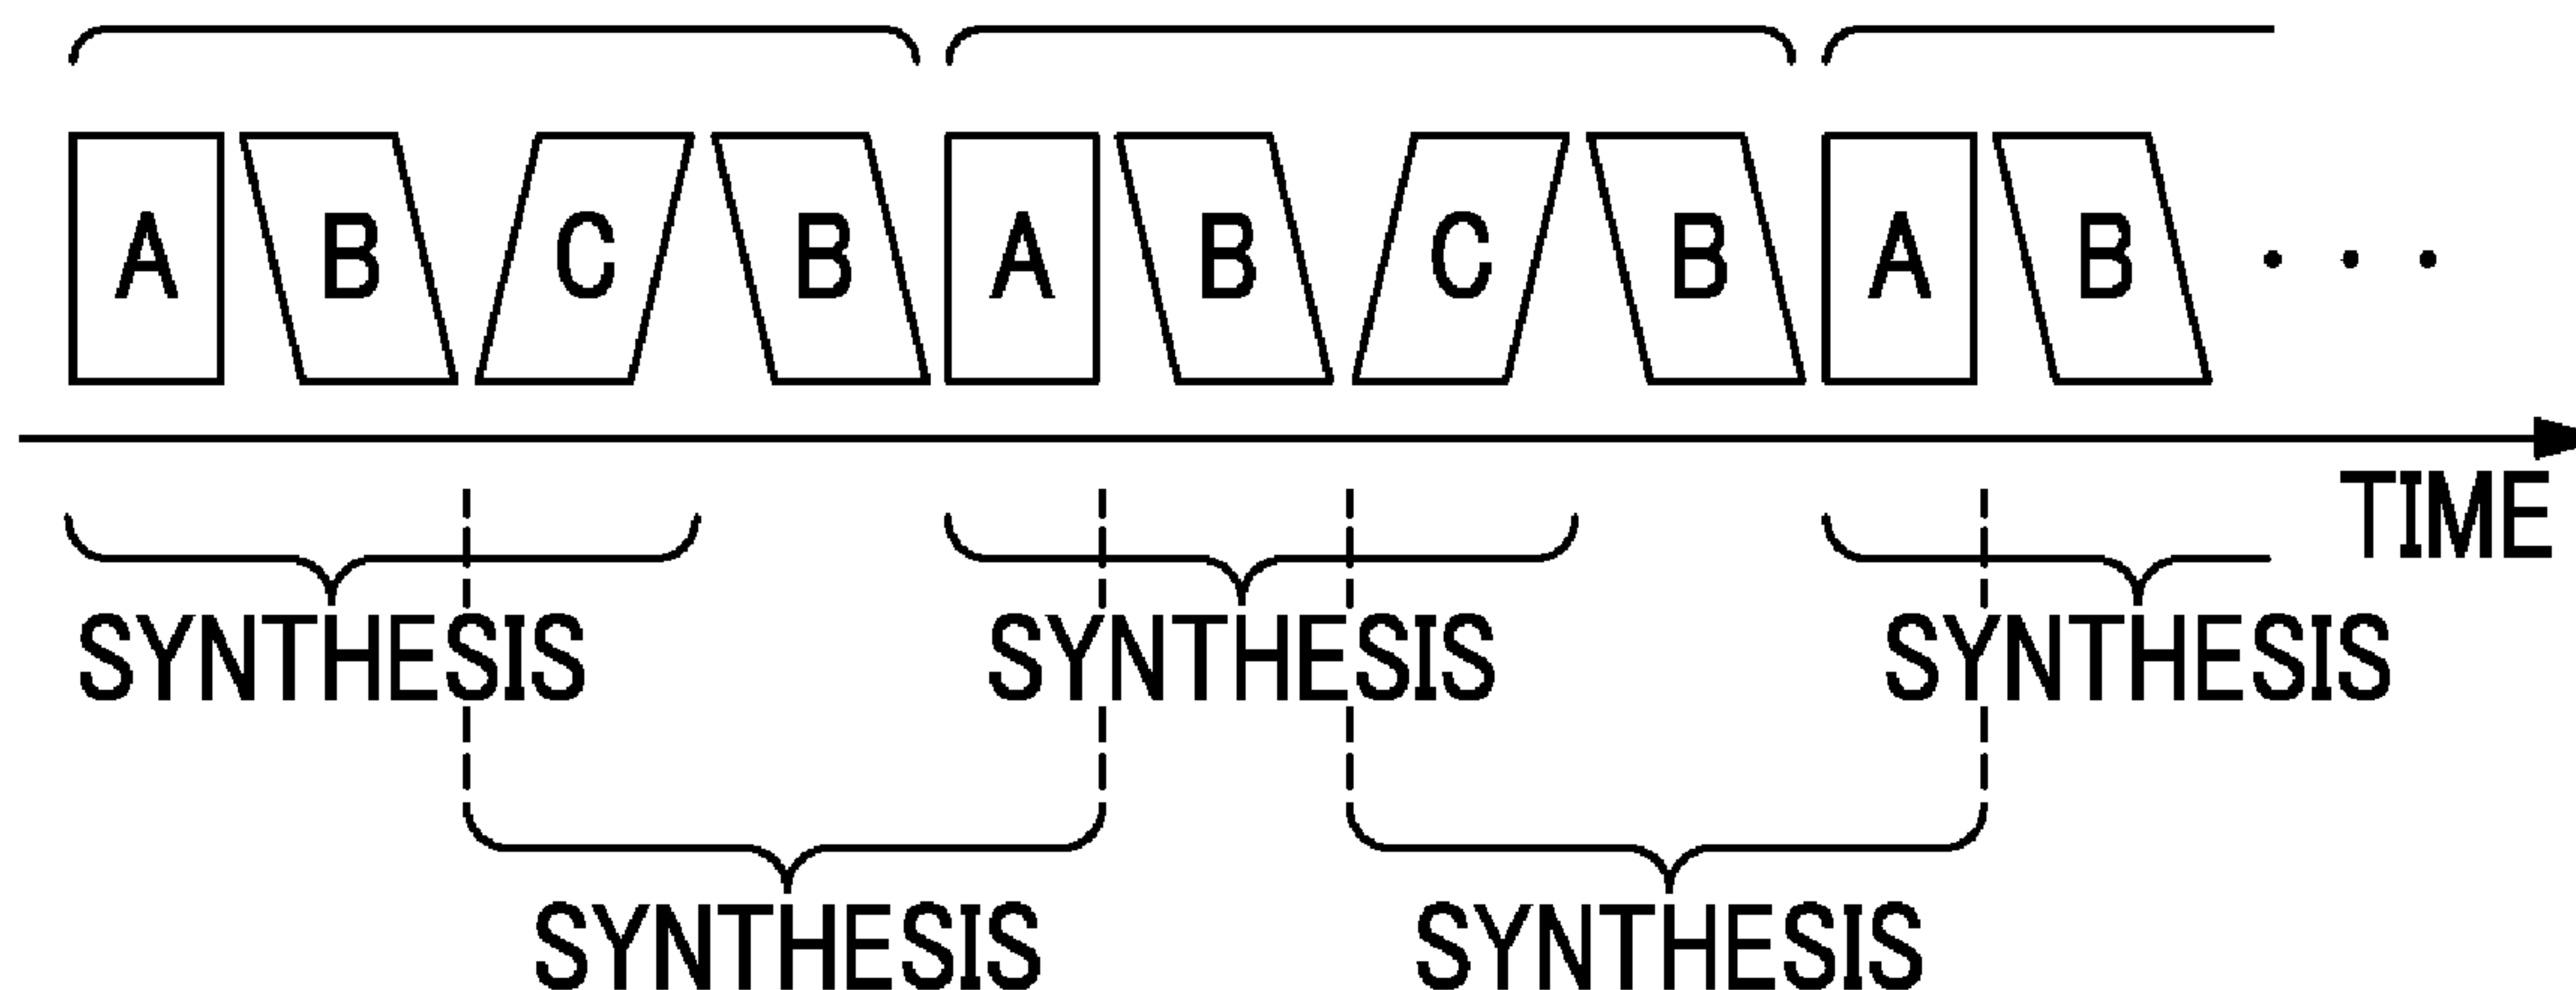 A B C B A B C B A B . . .
TIME
SYNTHESIS SYNTHESIS SYNTHESIS
SYNTHESIS SYNTHESIS